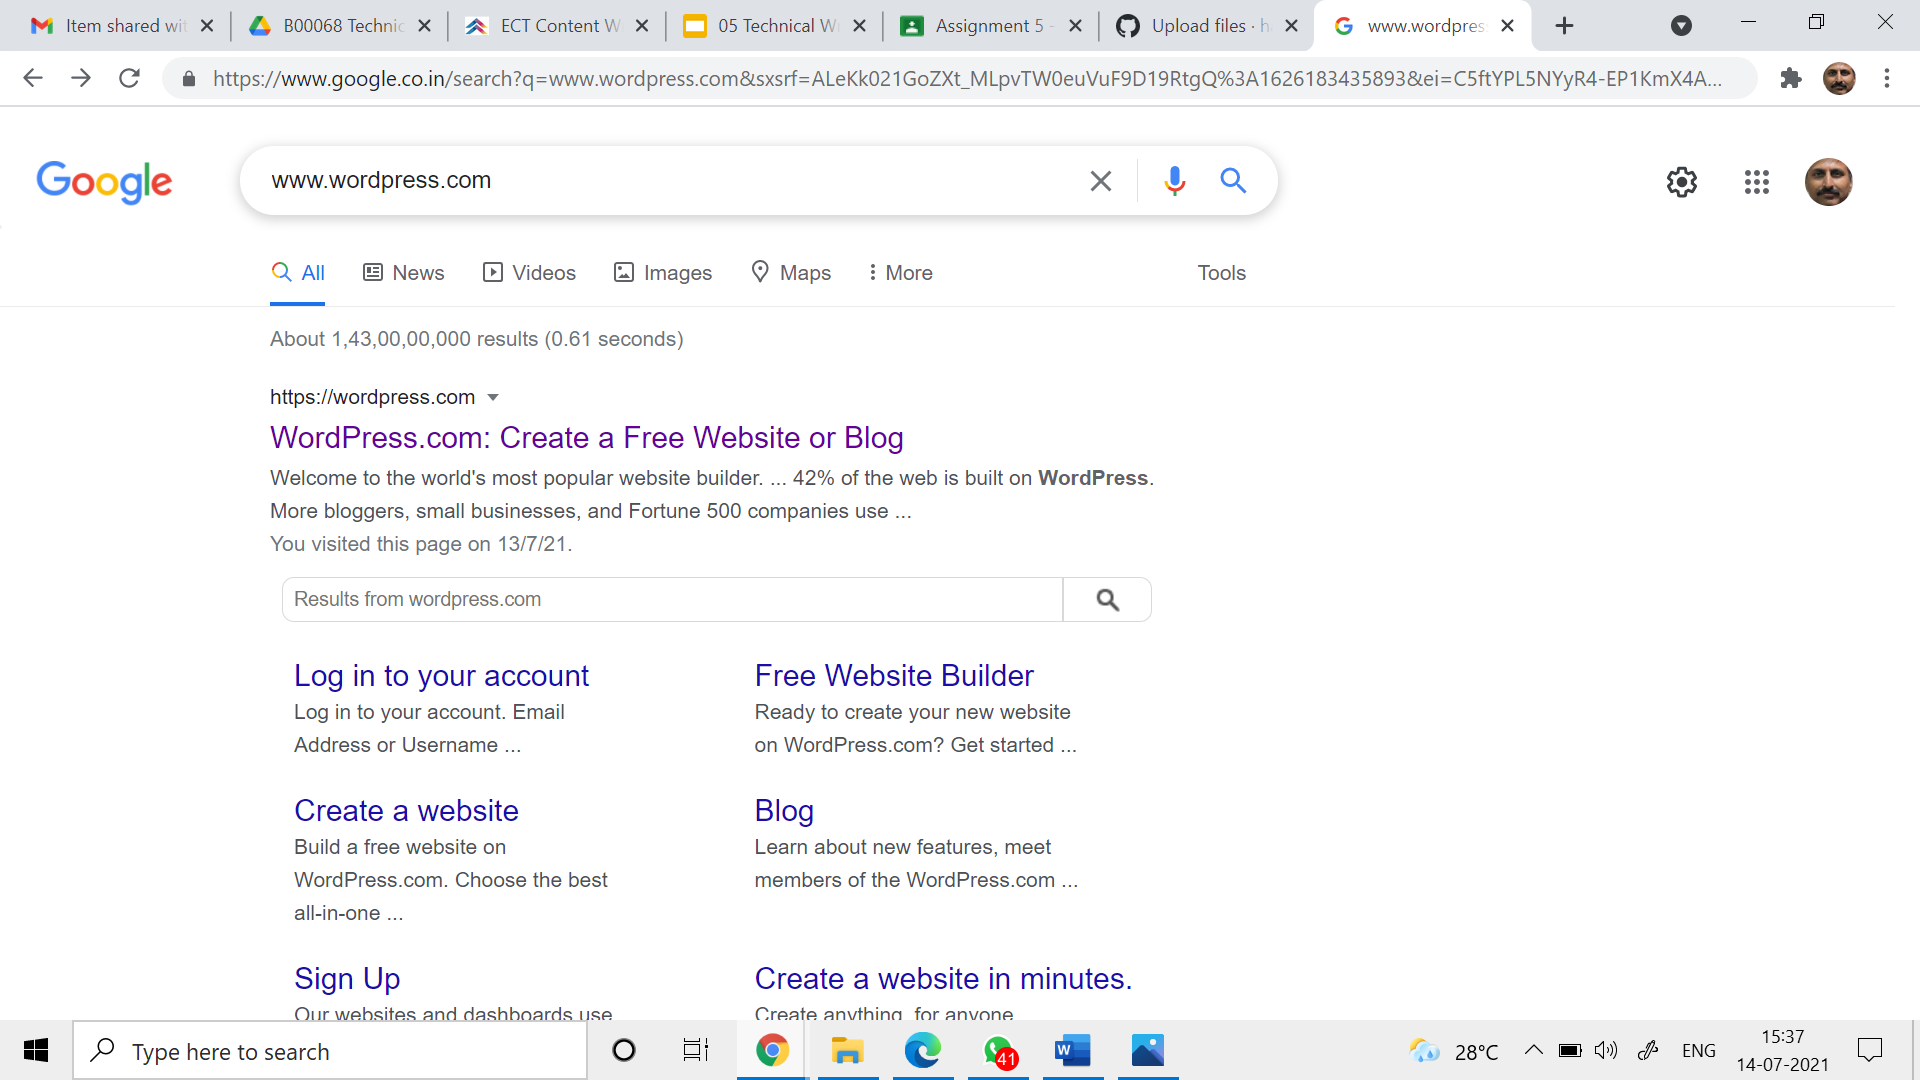 Item shared wit
B00068 Technic
ECT Content W
05 Technical W
Assignment 5 -
Upload files · h
www.wordpress
https://www.google.co.in/search?q=www.wordpress.com&sxsrf=ALeKk021GoZXt_MLpvTW0euVuF9D19RtgQ%3A1626183435893&ei=C5ftYPL5NYyR4-EP1KmX4A...
Google
www.wordpress.com
All
News
Videos
Images
Maps
More
Tools
About 1,43,00,00,000 results (0.61 seconds)
https://wordpress.com
WordPress.com: Create a Free Website or Blog
Welcome to the world's most popular website builder. ... 42% of the web is built on WordPress.
More bloggers, small businesses, and Fortune 500 companies use ...
You visited this page on 13/7/21.
Results from wordpress.com
Log in to your account
Log in to your account. Email
Address or Username ...
Free Website Builder
Ready to create your new website
on WordPress.com? Get started ...
Create a website
Build a free website on
WordPress.com. Choose the best
all-in-one ...
Blog
Learn about new features, meet
members of the WordPress.com ...
Sign Up
Our websites and dashboards use
Create a website in minutes.
Create anything, for anyone
Type here to search
41
W
28°C
ENG
15:37
14-07-2021